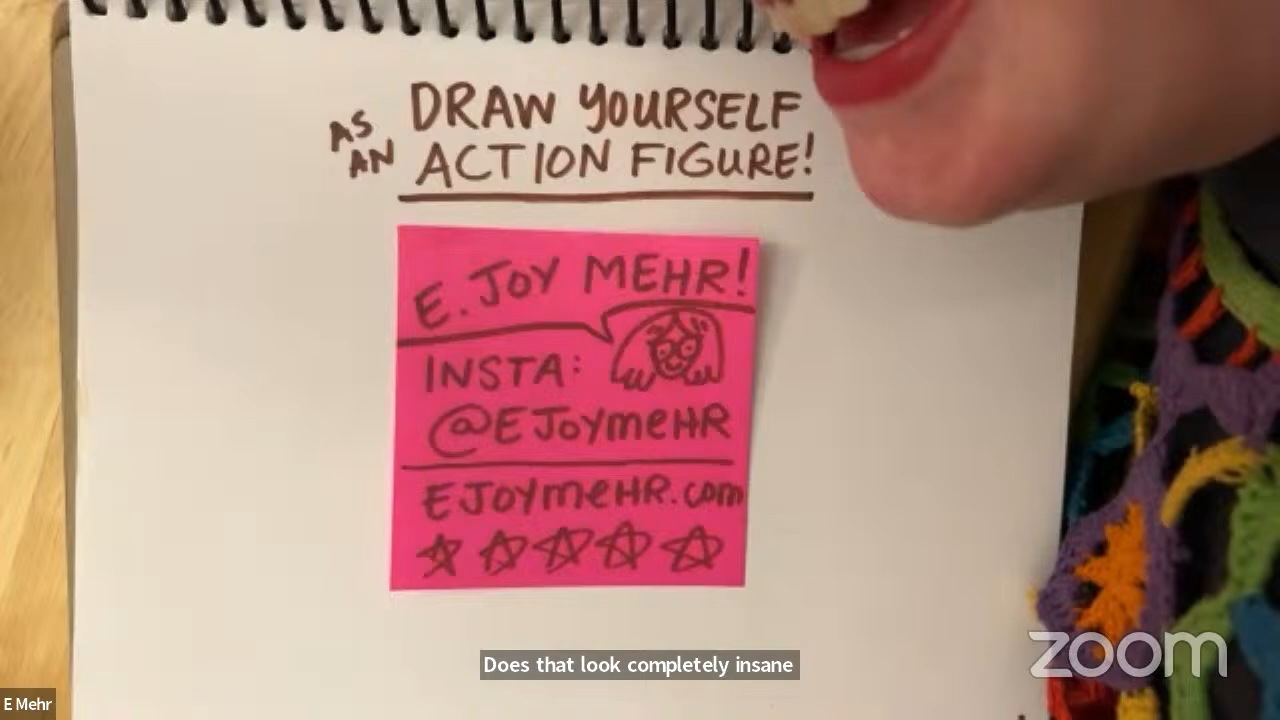 DRAW YOURSELF
AS AN ACTION FIGURE!
E. JOY MEHR!
INSTA:
@EJoymeHR
EJoymeHR.com
Does that look completely insane
zoom
E Mehr